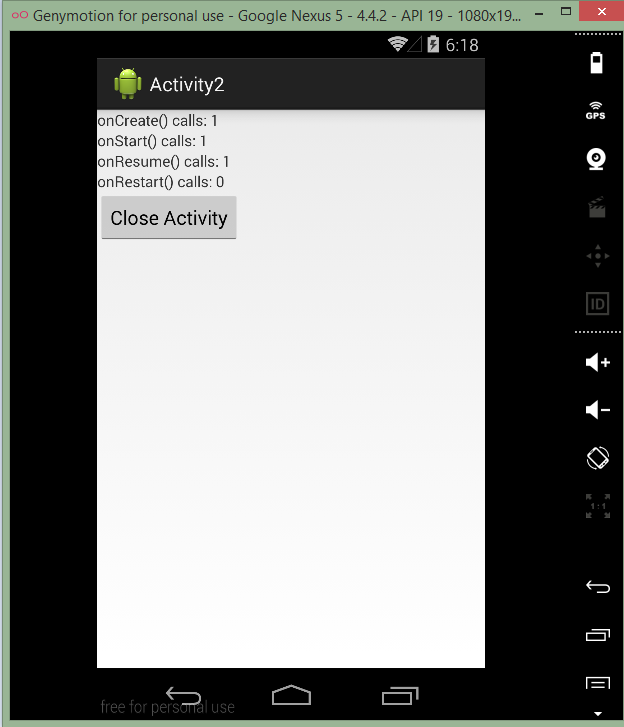 Genymotion for personal use - Google Nexus 5 - 4.4.2 - API 19 - 1080x19...
6:18
Activity2
GPS
onCreate() calls: 1
onStart() calls: 1
onResume() calls: 1
onRestart() calls: 0
Close Activity
ID
1:1
free for personal use